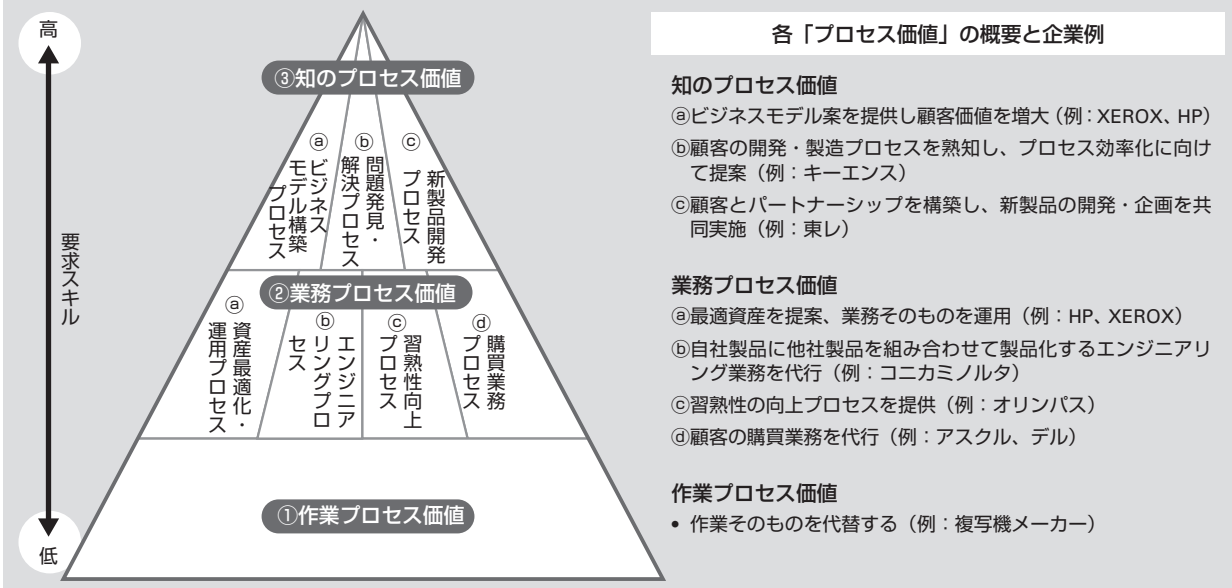 高
要求スキル
低
③知のプロセス価値
ⓐビジネス
モデル構築
プロセス
ⓑ問題発見・
解決プロセス
ⓒ新製品開発
プロセス
②業務プロセス価値
ⓐ資産最適化・
運用プロセス
ⓑエンジニア
リングプロ
セス
ⓒ習熟性向上
プロセス
ⓓ購買業務
プロセス
①作業プロセス価値
各「プロセス価値」の概要と企業例
知のプロセス価値
ⓐビジネスモデル案を提供し顧客価値を増大（例：XEROX、HP）
ⓑ顧客の開発・製造プロセスを熟知し、プロセス効率化に向け
て提案（例：キーエンス）
ⓒ顧客とパートナーシップを構築し、新製品の開発・企画を共
同実施（例：東レ）
業務プロセス価値
ⓐ最適資産を提案、業務そのものを運用（例：HP、XEROX）
ⓑ自社製品に他社製品を組み合わせて製品化するエンジニアリ
ング業務を代行（例：コニカミノルタ）
ⓒ習熟性の向上プロセスを提供（例：オリンパス）
ⓓ顧客の購買業務を代行（例：アスクル、デル）
作業プロセス価値
• 作業そのものを代替する（例：複写機メーカー）